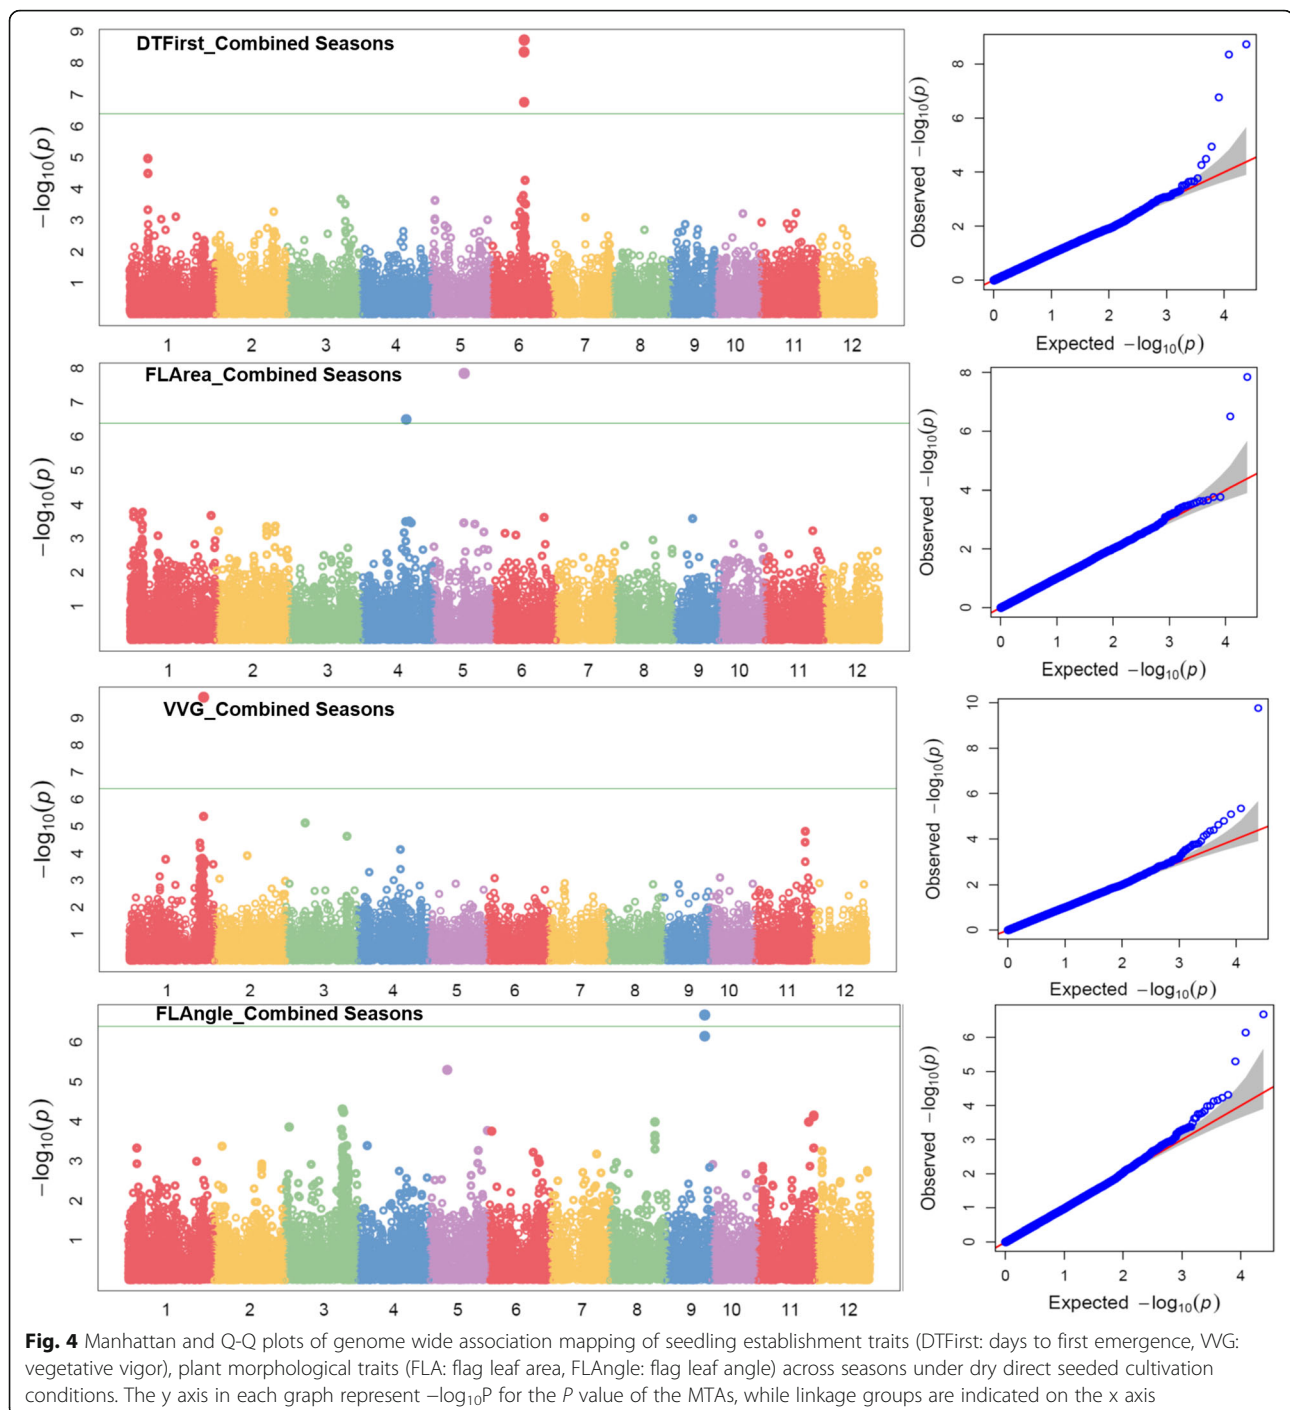 DTFirst_Combined Seasons
−log₁₀(p)
9
8
7
6
5
4
3
2
1
1 2 3 4 5 6 7 8 9 10 11 12
Observed −log₁₀(p)
8
6
4
2
0
0 1 2 3 4
Expected −log₁₀(p)
FLArea_Combined Seasons
−log₁₀(p)
8
7
6
5
4
3
2
1
1 2 3 4 5 6 7 8 9 10 11 12
Observed −log₁₀(p)
8
6
4
2
0
0 1 2 3 4
Expected −log₁₀(p)
VVG_Combined Seasons
−log₁₀(p)
9
8
7
6
5
4
3
2
1
1 2 3 4 5 6 7 8 9 10 11 12
Observed −log₁₀(p)
10
8
6
4
2
0
0 1 2 3 4
Expected −log₁₀(p)
FLAngle_Combined Seasons
−log₁₀(p)
6
5
4
3
2
1
1 2 3 4 5 6 7 8 9 10 11 12
Observed −log₁₀(p)
6
5
4
3
2
1
0
0 1 2 3 4
Expected −log₁₀(p)
Fig. 4 Manhattan and Q-Q plots of genome wide association mapping of seedling establishment traits (DTFirst: days to first emergence, VVG:
vegetative vigor), plant morphological traits (FLA: flag leaf area, FLAngle: flag leaf angle) across seasons under dry direct seeded cultivation
conditions. The y axis in each graph represent −log₁₀P for the P value of the MTAs, while linkage groups are indicated on the x axis